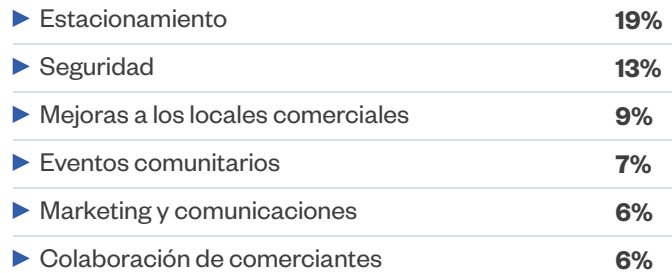 Estacionamiento 19%
Seguridad 13%
Mejoras a los locales comerciales 9%
Eventos comunitarios 7%
Marketing y comunicaciones 6%
Colaboración de comerciantes 6%